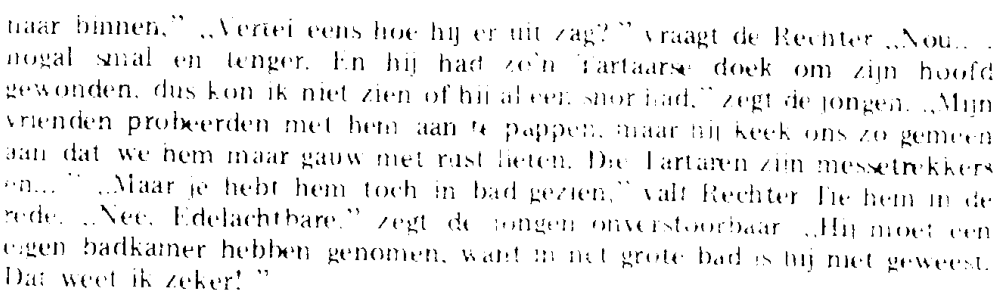 naar binnen.” „Vertel eens hoe hij er uit zag?” vraagt de Rechter „Nou.. .
nogal smal en tenger. En hij had zo'n Tartaarse doek om zijn hoofd
gewonden, dus kon ik niet zien of hij al een snor had,” zegt de jongen. „Mijn
vrienden probeerden met hem aan te pappen, maar hij keek ons zo gemeen
aan dat we hem maar gauw met rust lieten. Die Tartaren zijn messetrekkers
en... ” „Maar je hebt hem toch in bad gezien,” valt Rechter Tie hem in de
rede. „Nee, Edelachtbare.” zegt de jongen onverstoorbaar „Hij moet een
eigen badkamer hebben genomen, want in het grote bad is hij niet geweest.
Dat weet ik zeker! ”